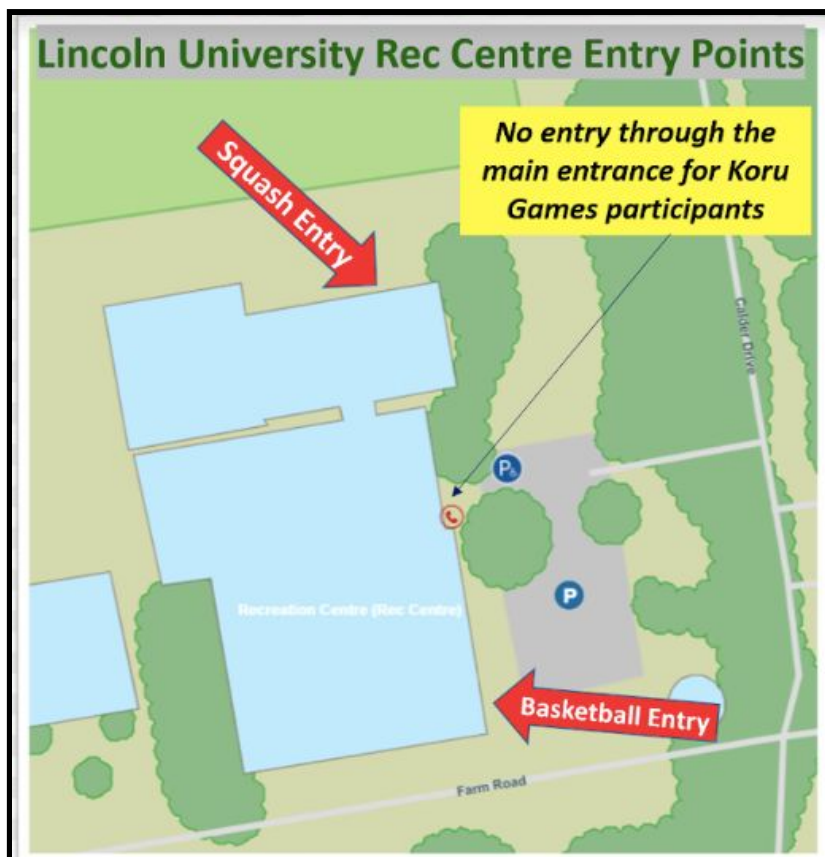 Lincoln University Rec Centre Entry Points
No entry through the
main entrance for Koru
Games participants
Squash Entry
Calder Drive
P
P
Recreation Centre (Rec Centre)
Basketball Entry
Farm Road